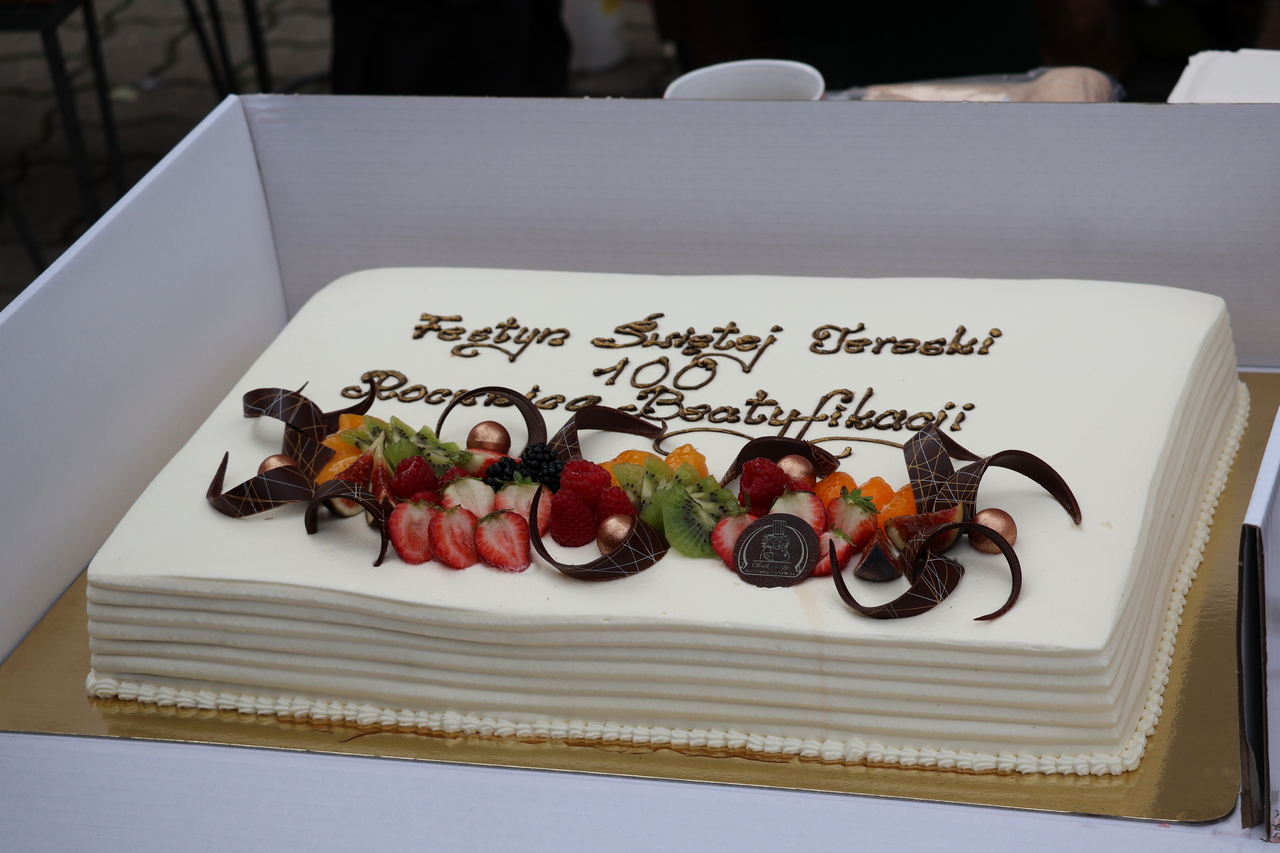 Festyn Świętej Tereski
100
Rocznica Beatyfikacji